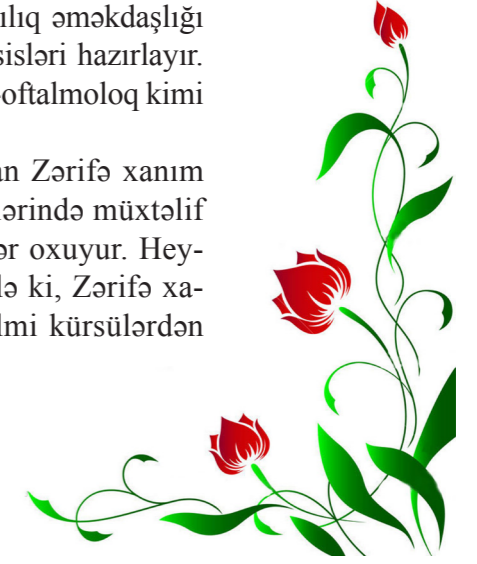 ılıq əməkdaşlığı
sisləri hazırlayır.
oftalmoloq kimi
an Zərifə xanım
lərində müxtəlif
ər oxuyur. Hey-
lə ki, Zərifə xa-
lmi kürsülərdən